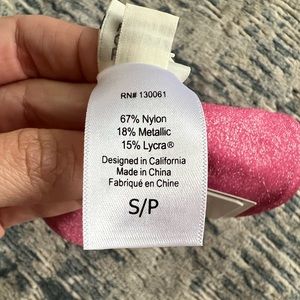 RN# 130061
67% Nylon
18% Metallic
15% Lycra®
Designed in California
Made in China
Fabriqué en Chine
S/P